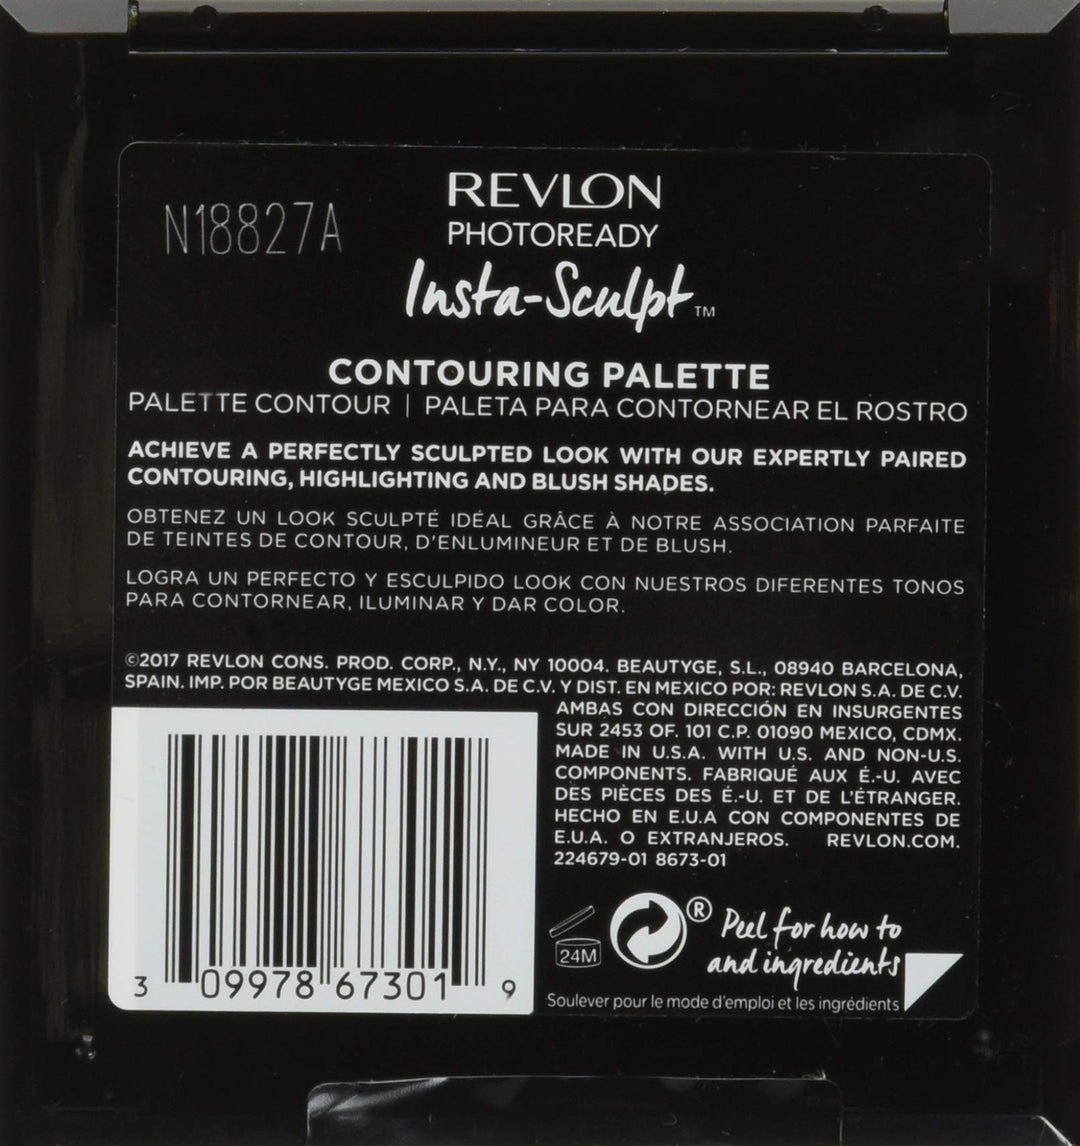 N18827A
REVLON
PHOTOREADY
Insta-Sculpt™
CONTOURING PALETTE
PALETTE CONTOUR | PALETA PARA CONTORNEAR EL ROSTRO
ACHIEVE A PERFECTLY SCULPTED LOOK WITH OUR EXPERTLY PAIRED
CONTOURING, HIGHLIGHTING AND BLUSH SHADES.
OBTENEZ UN LOOK SCULPTÉ IDÉAL GRÂCE À NOTRE ASSOCIATION PARFAITE
DE TEINTES DE CONTOUR, D'ENLUMINEUR ET DE BLUSH.
LOGRA UN PERFECTO Y ESCULPIDO LOOK CON NUESTROS DIFERENTES TONOS
PARA CONTORNEAR, ILUMINAR Y DAR COLOR.
©2017 REVLON CONS. PROD. CORP., N.Y., NY 10004. BEAUTYGE, S.L., 08940 BARCELONA,
SPAIN. IMP. POR BEAUTYGE MEXICO S.A. DE C.V. Y DIST. EN MEXICO POR: REVLON S.A. DE C.V.
AMBAS CON DIRECCIÓN EN INSURGENTES
SUR 2453 OF. 101 C.P. 01090 MEXICO, CDMX.
MADE IN U.S.A. WITH U.S. AND NON-U.S.
COMPONENTS. FABRIQUÉ AUX É.-U. AVEC
DES PIÈCES DES É.-U. ET DE L'ÉTRANGER.
HECHO EN E.U.A CON COMPONENTES DE
E.U.A. O EXTRANJEROS. REVLON.COM.
224679-01 8673-01
3 09978 67301 9
24M
®
Peel for how to
and ingredients
Soulever pour le mode d'emploi et les ingrédients